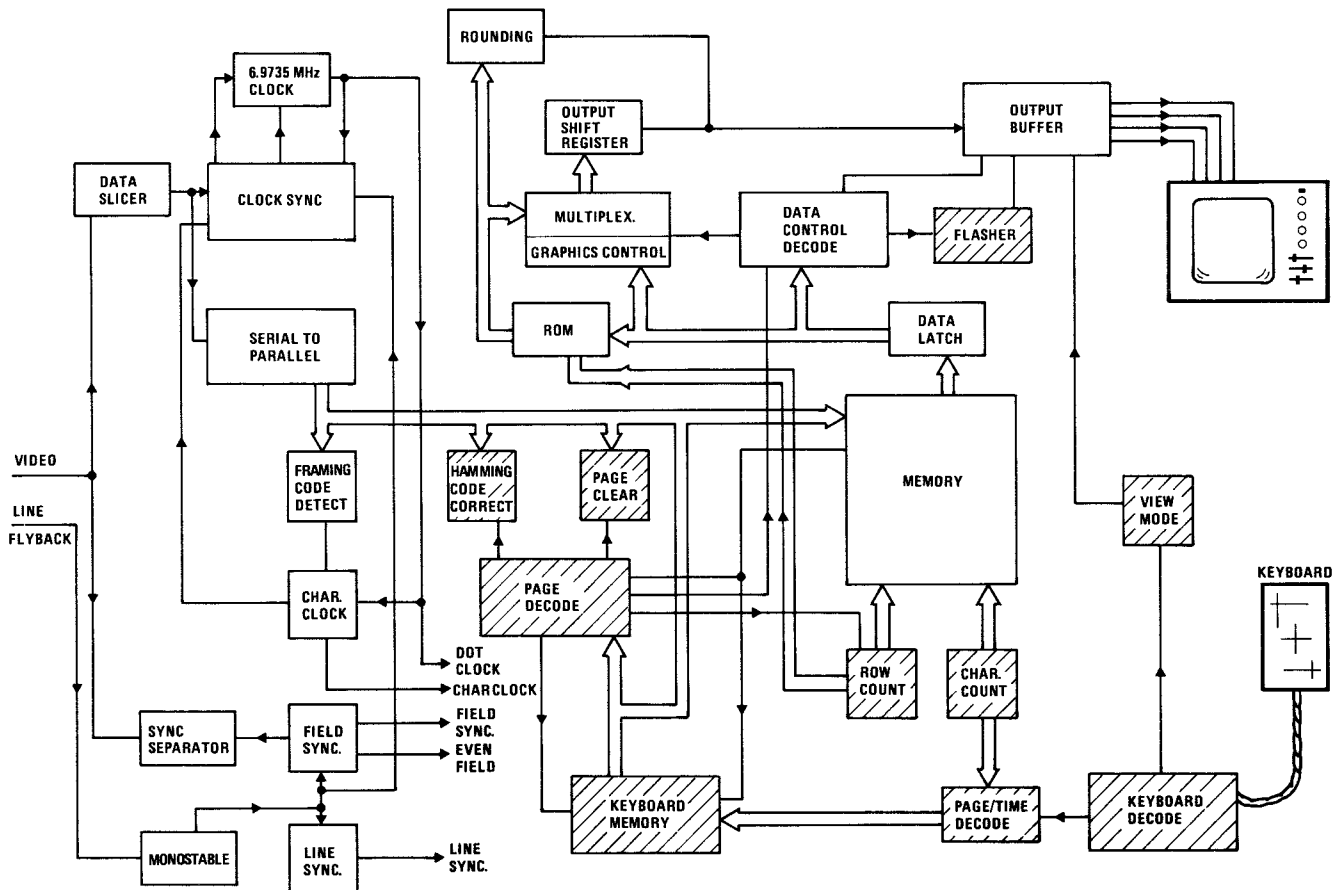 ROUNDING
6.9735 MHz
CLOCK
OUTPUT
SHIFT
REGISTER
OUTPUT
BUFFER
DATA
SLICER
CLOCK SYNC
MULTIPLEX.
GRAPHICS CONTROL
DATA
CONTROL
DECODE
FLASHER
SERIAL TO
PARALLEL
ROM
DATA
LATCH
VIDEO
LINE
FLYBACK
FRAMING
CODE
DETECT
HAMMING
CODE
CORRECT
PAGE
CLEAR
MEMORY
VIEW
MODE
KEYBOARD
CHAR.
CLOCK
PAGE
DECODE
DOT
CLOCK
CHAR CLOCK
ROW
COUNT
CHAR.
COUNT
SYNC
SEPARATOR
FIELD
SYNC.
FIELD
SYNC.
EVEN
FIELD
KEYBOARD
MEMORY
PAGE/TIME
DECODE
KEYBOARD
DECODE
MONOSTABLE
LINE
SYNC.
LINE
SYNC.